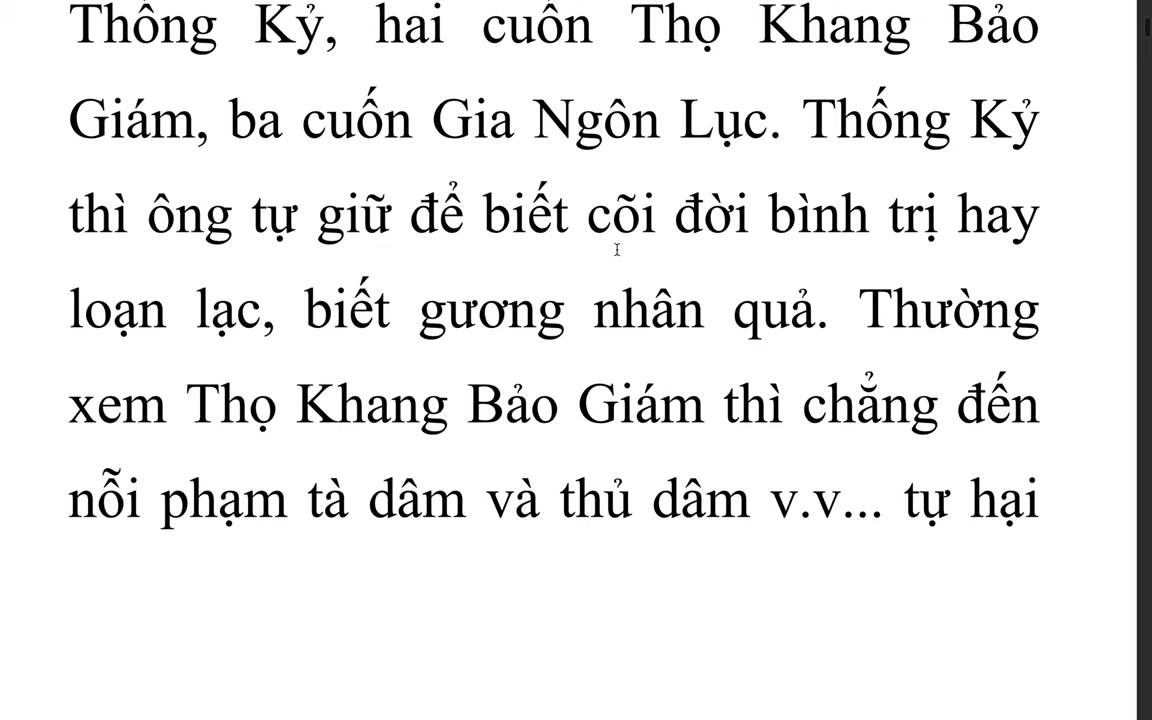 Thống Kỷ, hai cuốn Thọ Khang Bảo
Giám, ba cuốn Gia Ngôn Lục. Thống Kỷ
thì ông tự giữ để biết cõi đời bình trị hay
loạn lạc, biết gương nhân quả. Thường
xem Thọ Khang Bảo Giám thì chẳng đến
nỗi phạm tà dâm và thủ dâm v.v... tự hại